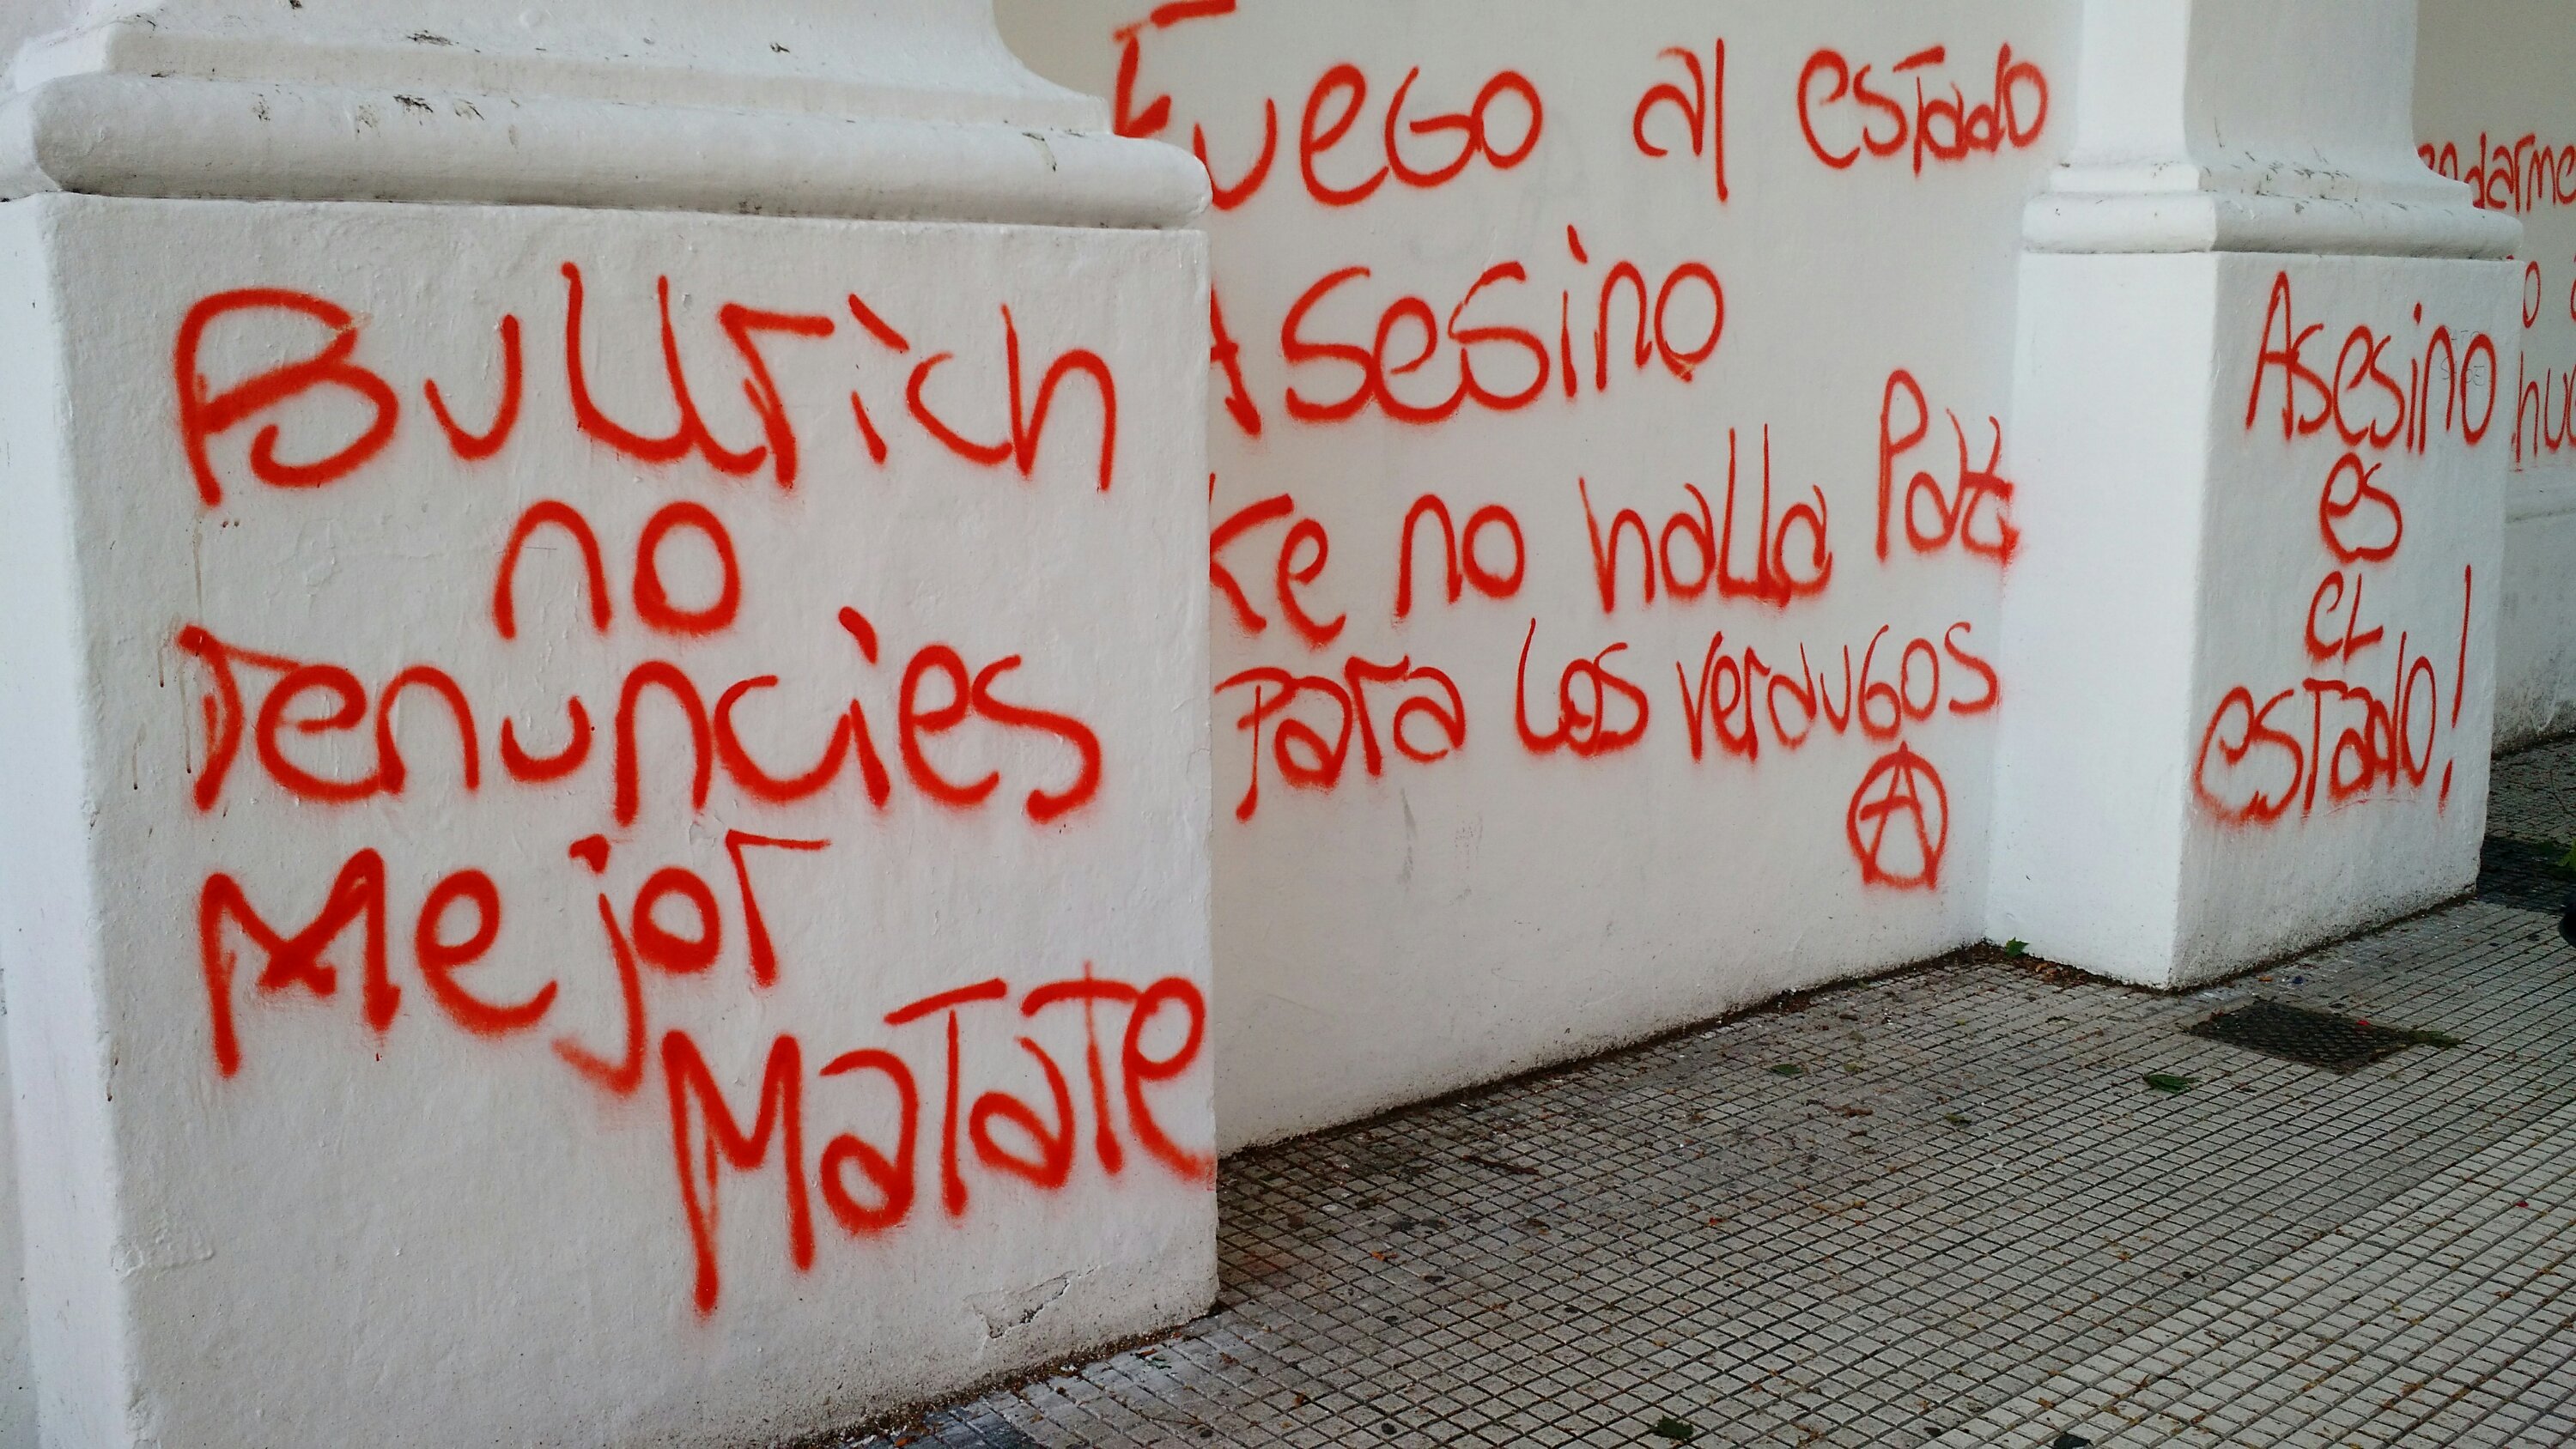 Bullrich
no
Denuncies
Mejor
Matate
Fuego al estado
Asesino
Ke no halla Paz
Para los verdugos
A
Asesino
es
el
estado!